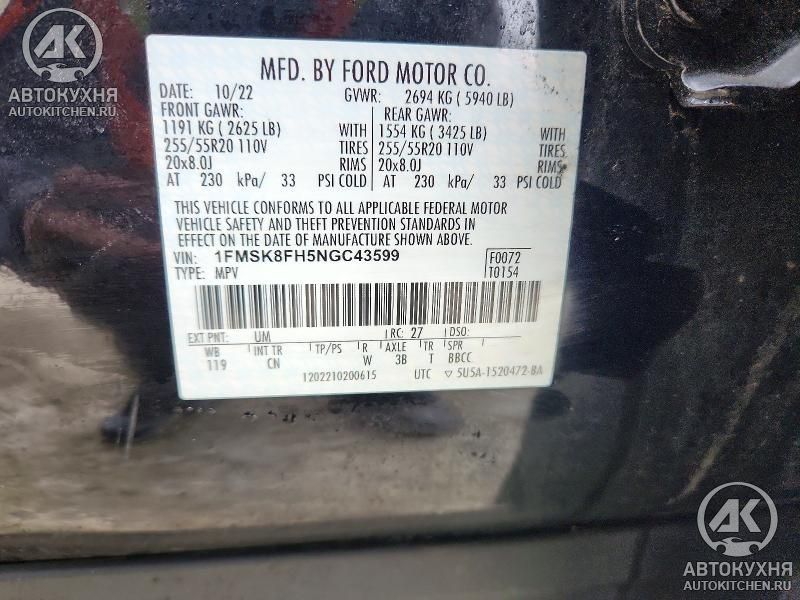 AK
АВТОКУХНЯ
AUTOKITCHEN.RU
MFD. BY FORD MOTOR CO.
DATE: 10/22 GVWR: 2694 KG ( 5940 LB)
FRONT GAWR: REAR GAWR:
1191 KG ( 2625 LB) WITH 1554 KG ( 3425 LB) WITH
255/55R20 110V TIRES 255/55R20 110V TIRES
20x8.0J RIMS 20x8.0J RIMS
AT 230 kPa/ 33 PSI COLD AT 230 kPa/ 33 PSI COLD
THIS VEHICLE CONFORMS TO ALL APPLICABLE FEDERAL MOTOR
VEHICLE SAFETY AND THEFT PREVENTION STANDARDS IN
EFFECT ON THE DATE OF MANUFACTURE SHOWN ABOVE.
VIN: 1FMSK8FH5NGC43599 F0072
TYPE: MPV T0154
EXT PNT: UM RC: 27 DSO:
WB INT TR TP/PS R AXLE TR SPR
119 CN W 3B T BBCC
1202210200615 UTC ▽ 5U5A-1520472-BA
AK
АВТОКУХНЯ
AUTOKITCHEN.RU